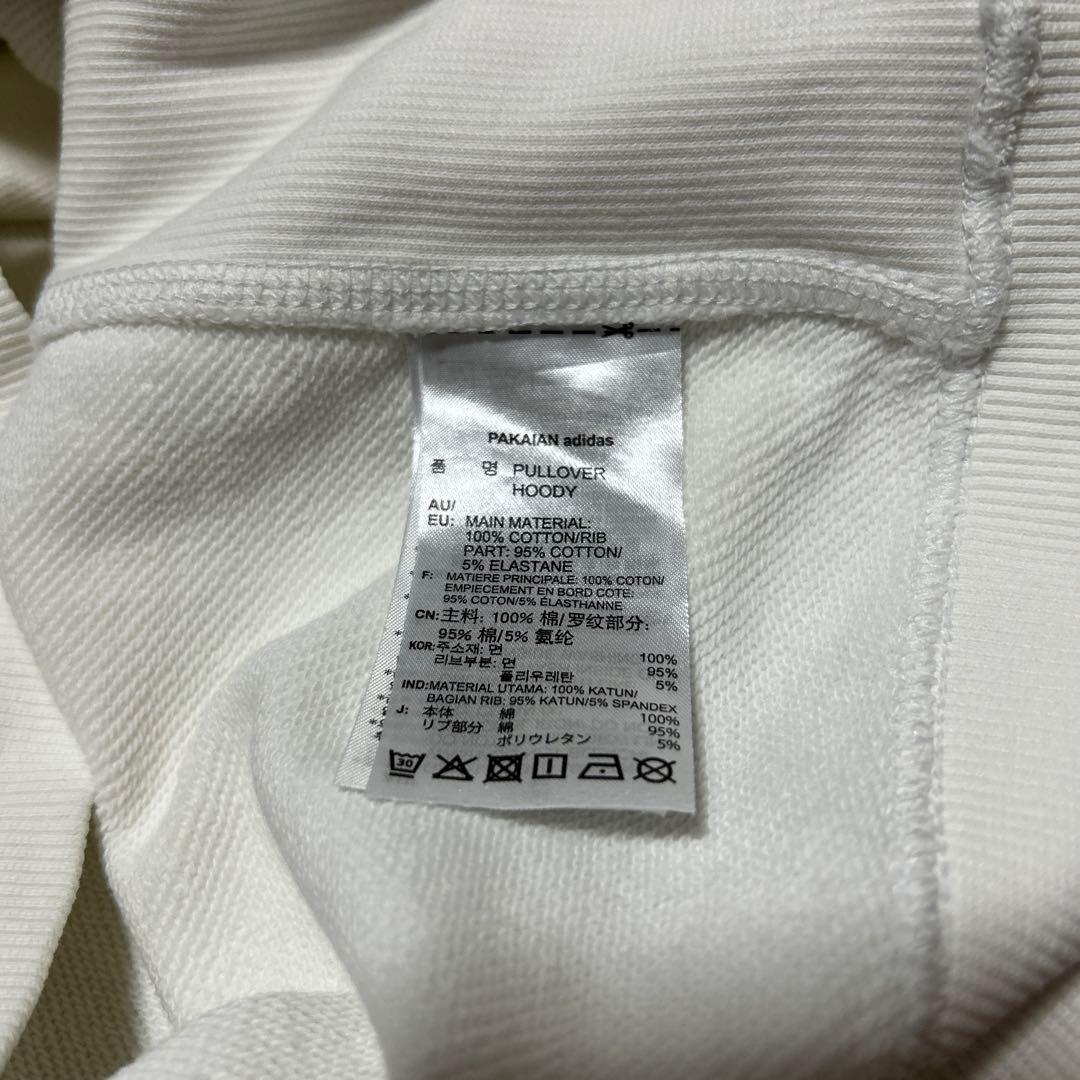 PAKAIAN adidas
품 명 PULLOVER
HOODY
AU/
EU: MAIN MATERIAL:
100% COTTON/RIB
PART: 95% COTTON/
5% ELASTANE
F: MATIERE PRINCIPALE: 100% COTON/
EMPIECEMENT EN BORD COTE:
95% COTON/5% ÉLASTHANNE
CN: 主料: 100% 棉/罗纹部分:
95% 棉/5% 氨纶
KOR: 주소재: 면 100%
리브부분: 면 95%
폴리우레탄 5%
IND: MATERIAL UTAMA: 100% KATUN/
BAGIAN RIB: 95% KATUN/5% SPANDEX
J: 本体 綿 100%
リブ部分 綿 95%
ポリウレタン 5%
30